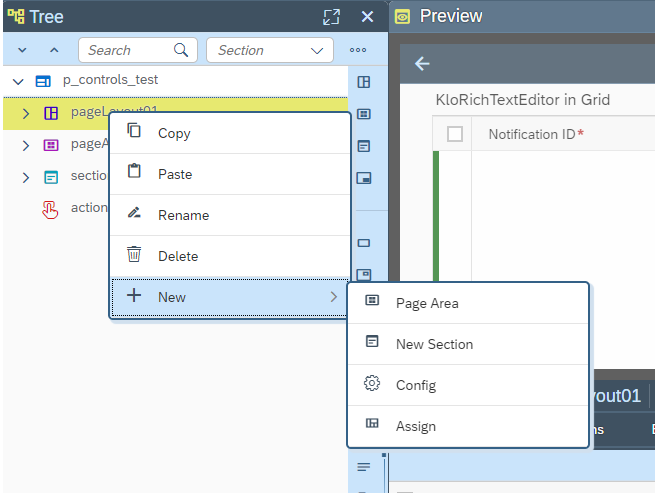 Tree
Search
Section
p_controls_test
pageLayout01
pageA
sectio
action
Copy
Paste
Rename
Delete
New
Page Area
New Section
Config
Assign
Preview
KloRichTextEditor in Grid
Notification ID*
yout01
ns